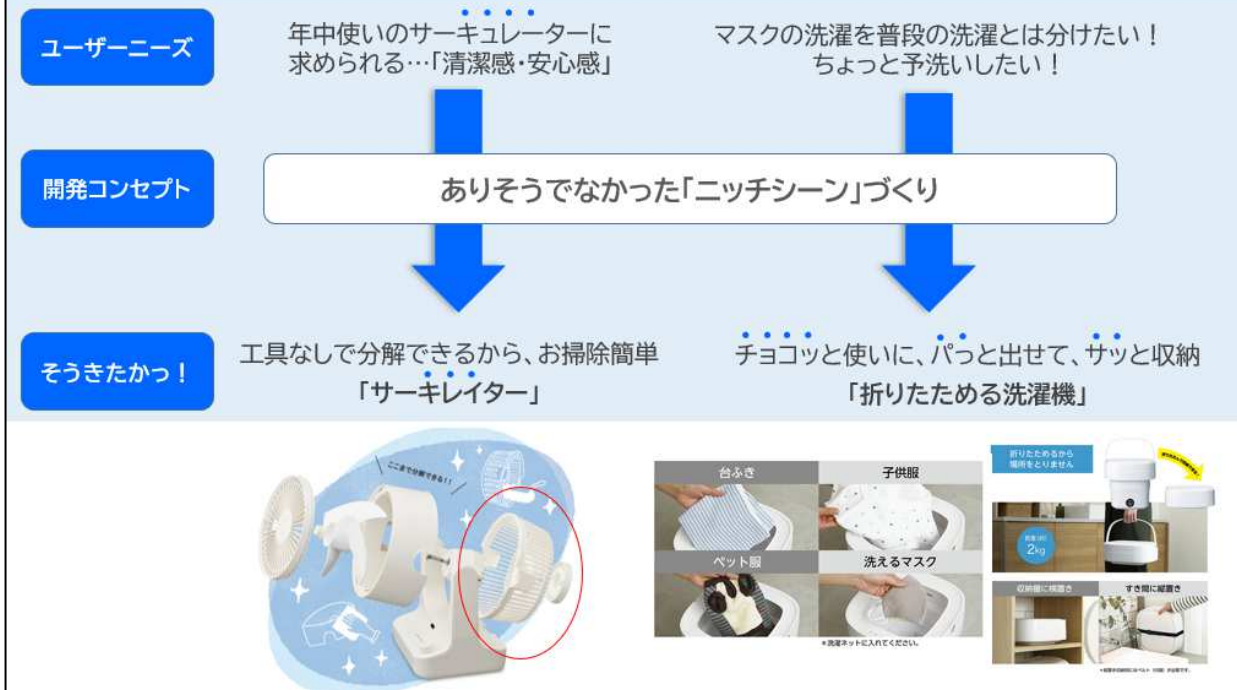 ユーザーニーズ
年中使いのサーキュレーターに
求められる…「清潔感・安心感」
マスクの洗濯を普段の洗濯とは分けたい！
ちょっと予洗いしたい！
開発コンセプト
ありそうでなかった「ニッチシーン」づくり
そうきたかっ！
工具なしで分解できるから、お掃除簡単
「サーキレイター」
チョコッと使いに、パっと出せて、サッと収納
「折りたためる洗濯機」
ここまで分解できる!!
台ふき
子供服
ペット服
洗えるマスク
*洗濯ネットに入れてください。
折りたためるから
場所をとりません
2kg
収納棚に横置き
すき間に縦置き